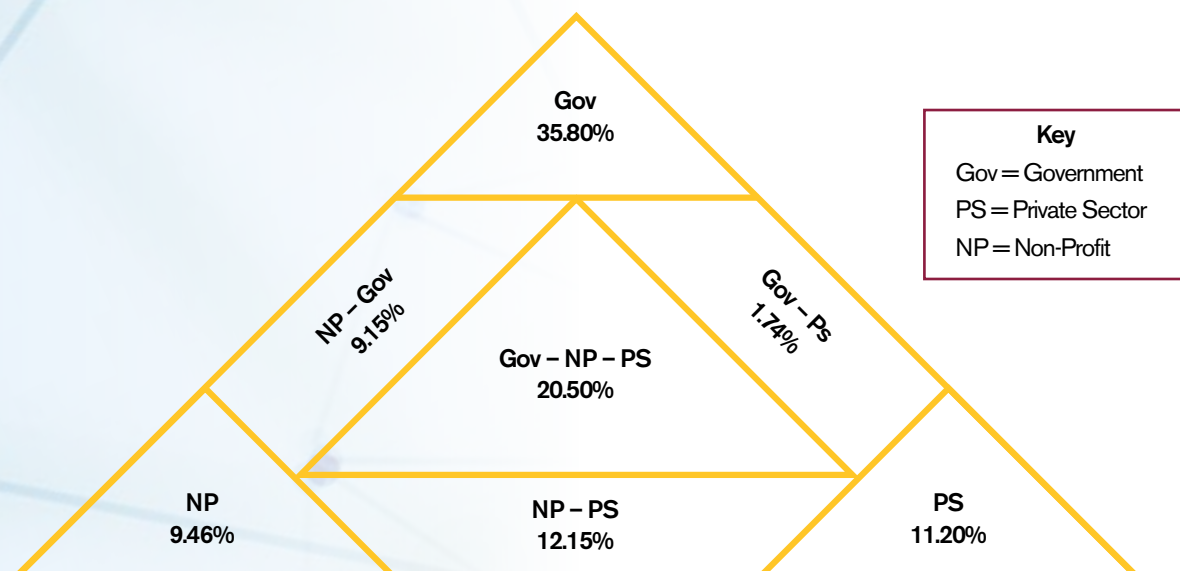 Gov
35.80%
Key
Gov = Government
PS = Private Sector
NP = Non-Profit
NP – Gov
9.15%
Gov – Ps
1.74%
Gov – NP – PS
20.50%
NP
9.46%
NP – PS
12.15%
PS
11.20%